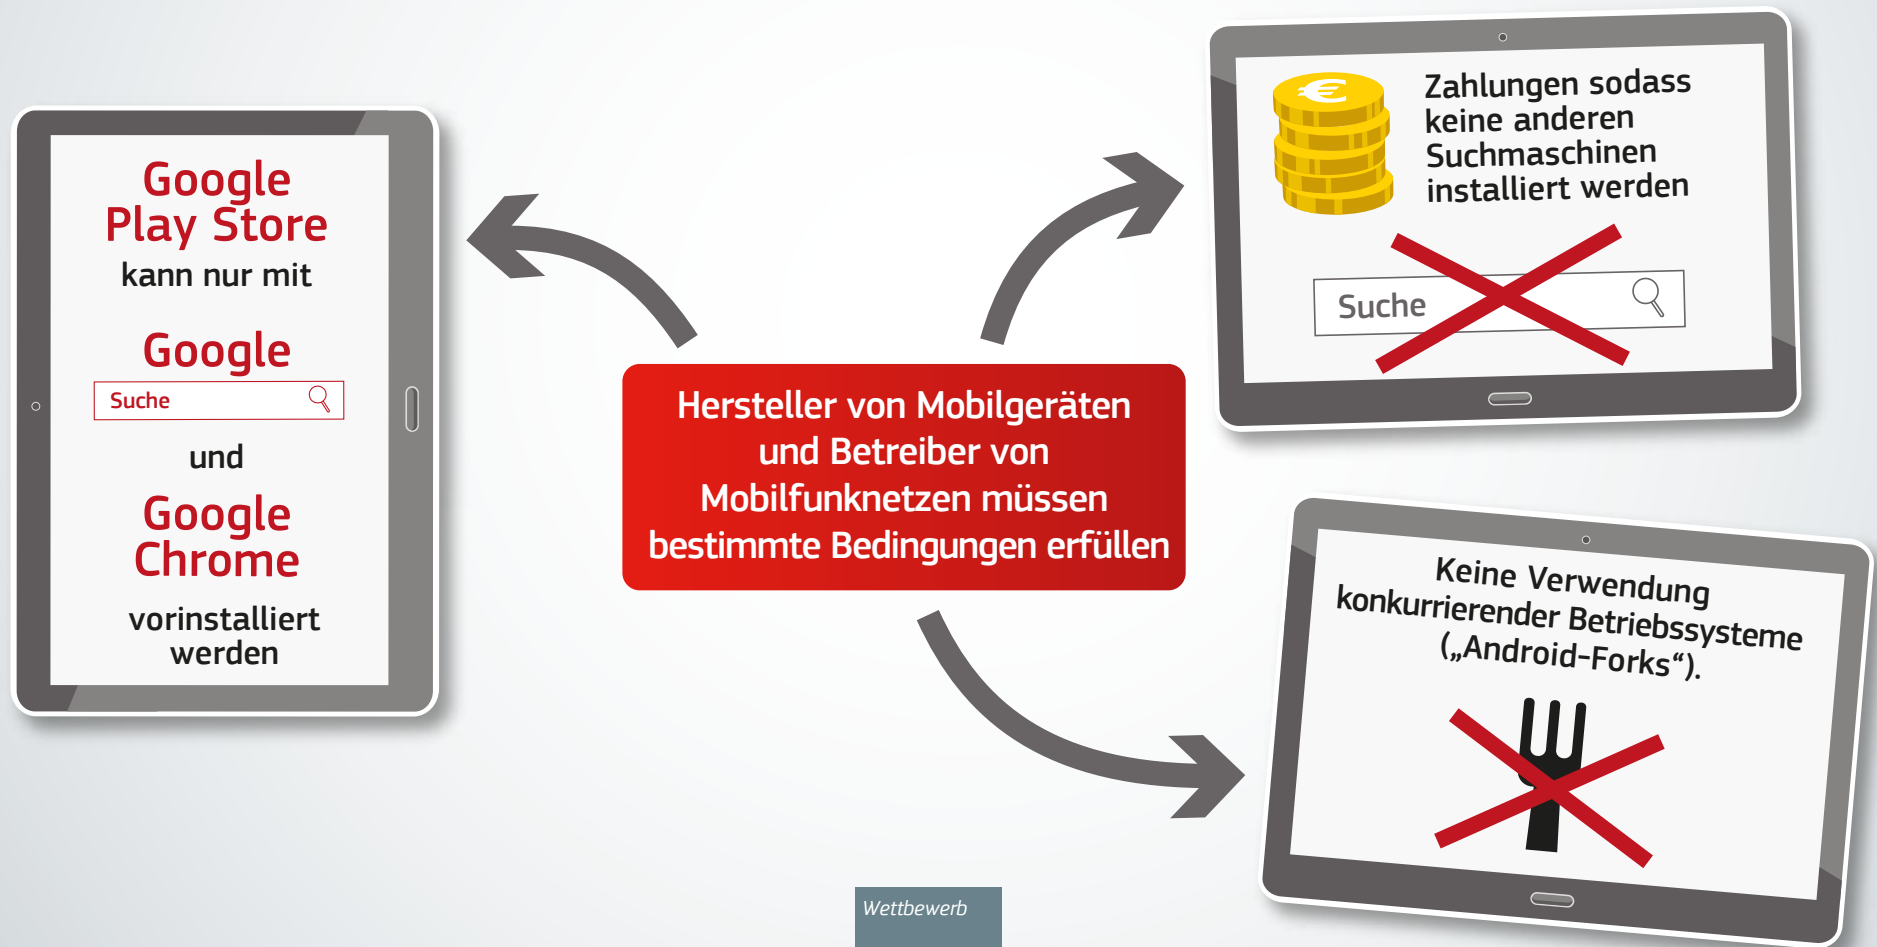 Google
Play Store
kann nur mit
Google
Suche
und
Google
Chrome
vorinstalliert
werden
Hersteller von Mobilgeräten
und Betreiber von
Mobilfunknetzen müssen
bestimmte Bedingungen erfüllen
€
Zahlungen sodass
keine anderen
Suchmaschinen
installiert werden
Suche
Keine Verwendung
konkurrierender Betriebssysteme
(„Android-Forks“).
Wettbewerb